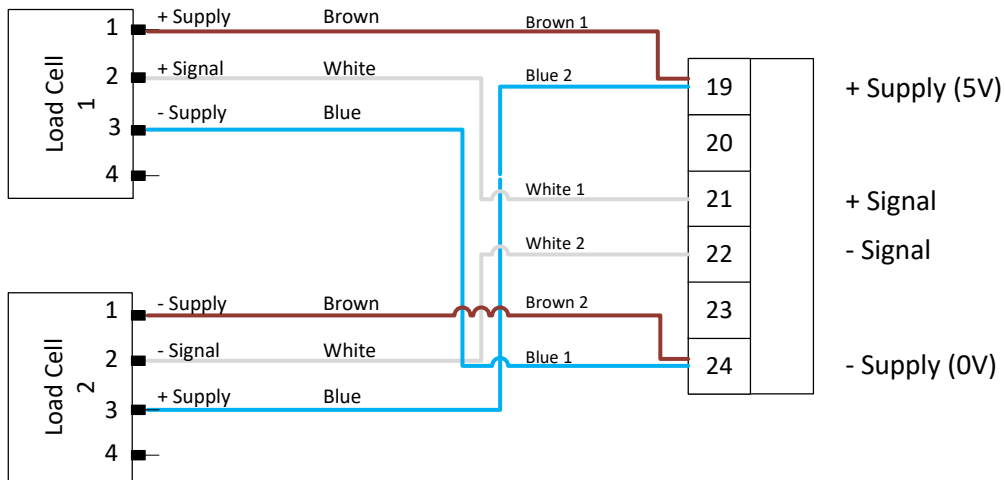 1 + Supply Brown Brown 1
Load Cell 1
2 + Signal White Blue 2 19 + Supply (5V)
3 - Supply Blue
20
4
White 1 21 + Signal
White 2 22 - Signal
1 - Supply Brown Brown 2 23
Load Cell 2
2 - Signal White Blue 1 24 - Supply (0V)
3 + Supply Blue
4